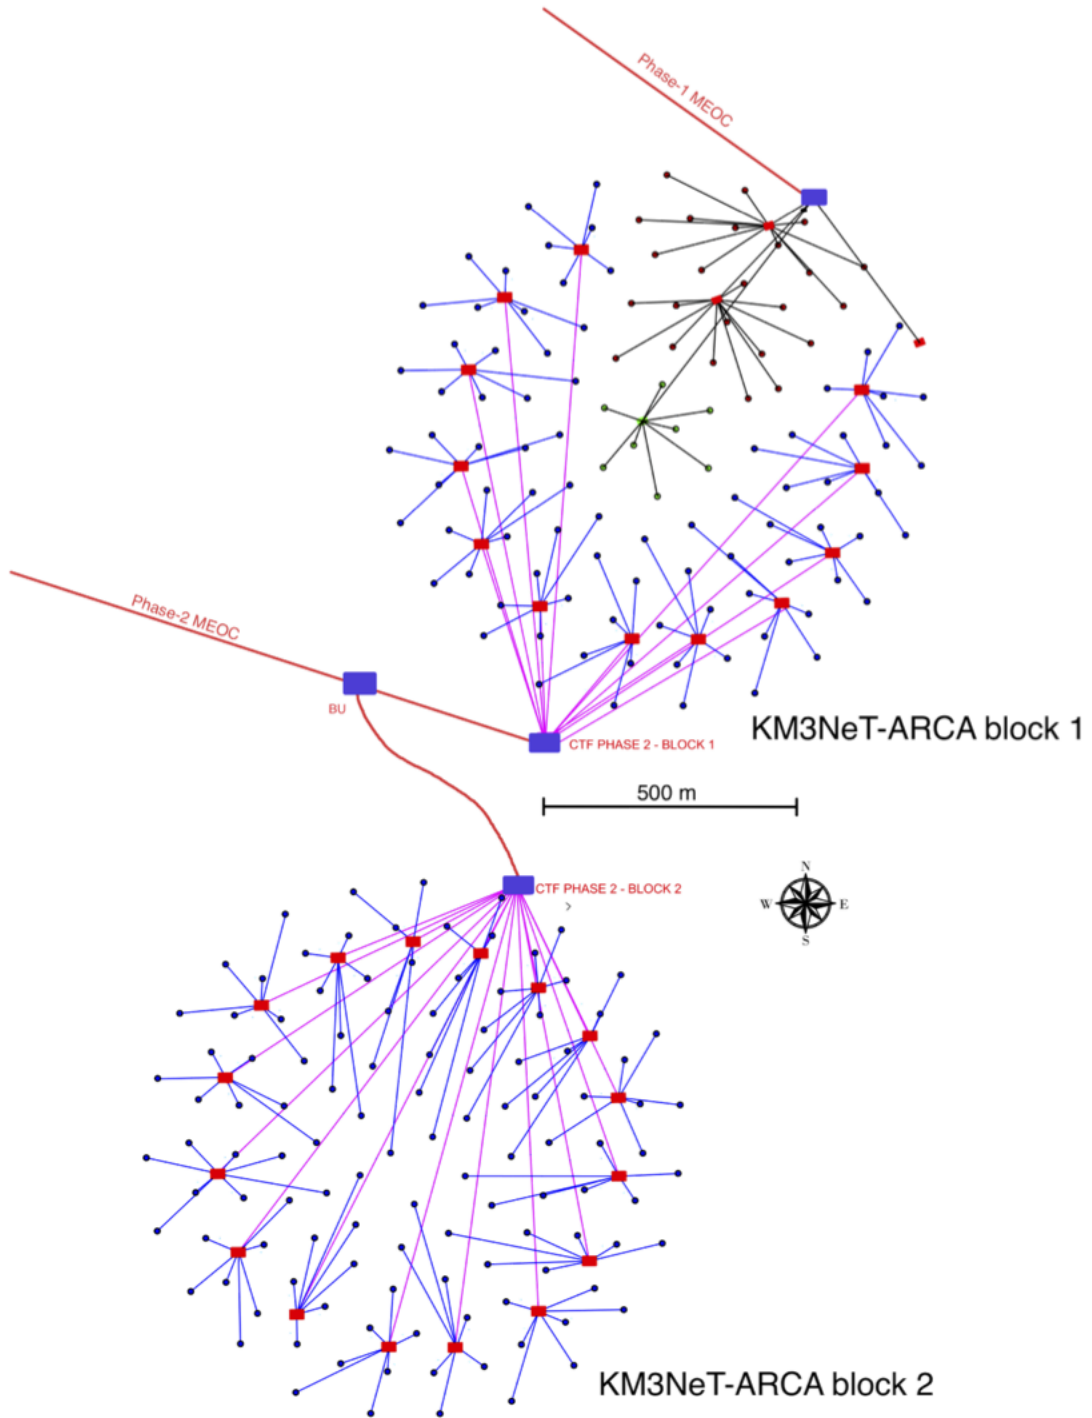 Phase-1 MEOC
Phase-2 MEOC
BU
CTF PHASE 2 - BLOCK 1
KM3NeT-ARCA block 1
500 m
N
W
E
S
CTF PHASE 2 - BLOCK 2
KM3NeT-ARCA block 2